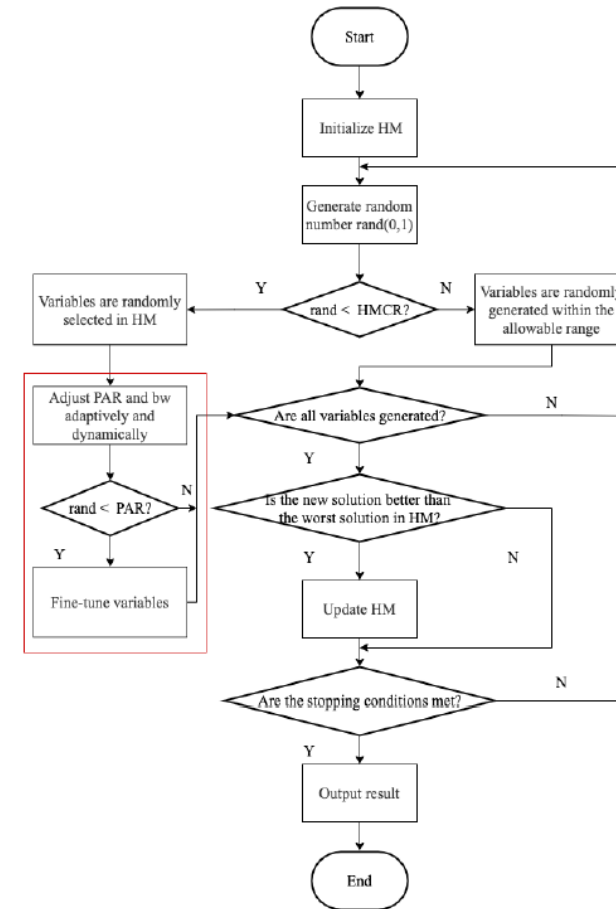 Start
Initialize HM
Generate random
number rand(0,1)
Y
rand < HMCR?
N
Variables are randomly
selected in HM
Variables are randomly
generated within the
allowable range
Adjust PAR and bw
adaptively and
dynamically
Are all variables generated?
N
Y
rand < PAR?
N
Y
Fine-tune variables
Is the new solution better than
the worst solution in HM?
Y
N
Update HM
Are the stopping conditions met?
N
Y
Output result
End